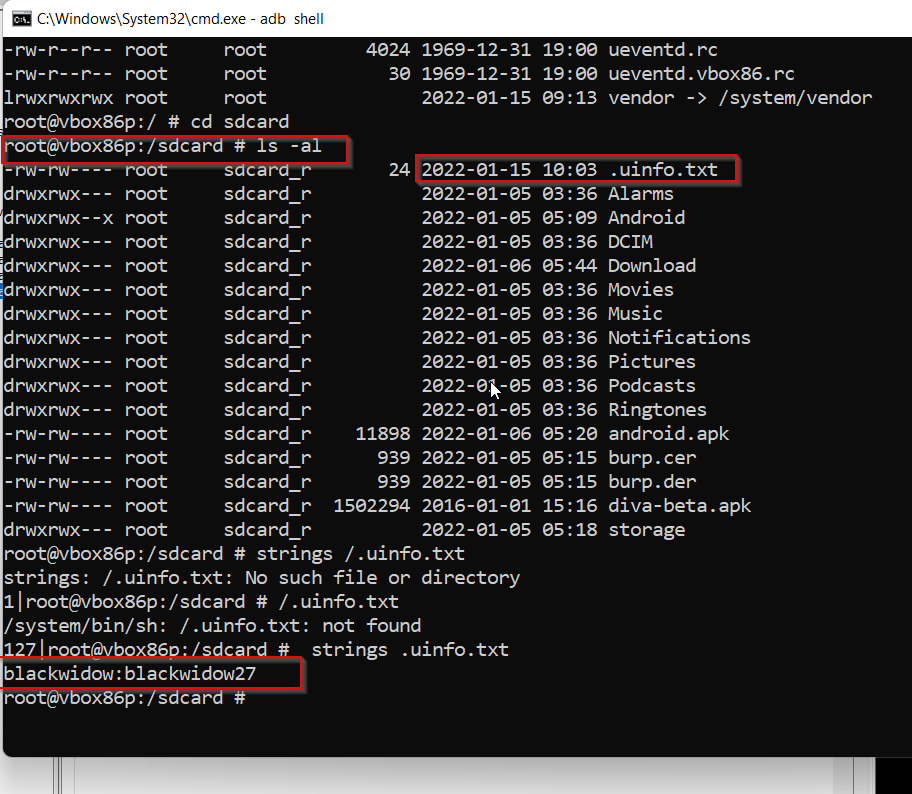 C:\Windows\System32\cmd.exe - adb  shell
-rw-r--r-- root     root         4024 1969-12-31 19:00 ueventd.rc
-rw-r--r-- root     root           30 1969-12-31 19:00 ueventd.vbox86.rc
lrwxrwxrwx root     root              2022-01-15 09:13 vendor -> /system/vendor
root@vbox86p:/ # cd sdcard
root@vbox86p:/sdcard # ls -al
-rw-rw---- root     sdcard_r       24 2022-01-15 10:03 .uinfo.txt
drwxrwx--- root     sdcard_r          2022-01-05 03:36 Alarms
drwxrwx--x root     sdcard_r          2022-01-05 05:09 Android
drwxrwx--- root     sdcard_r          2022-01-05 03:36 DCIM
drwxrwx--- root     sdcard_r          2022-01-06 05:44 Download
drwxrwx--- root     sdcard_r          2022-01-05 03:36 Movies
drwxrwx--- root     sdcard_r          2022-01-05 03:36 Music
drwxrwx--- root     sdcard_r          2022-01-05 03:36 Notifications
drwxrwx--- root     sdcard_r          2022-01-05 03:36 Pictures
drwxrwx--- root     sdcard_r          2022-01-05 03:36 Podcasts
drwxrwx--- root     sdcard_r          2022-01-05 03:36 Ringtones
-rw-rw---- root     sdcard_r    11898 2022-01-06 05:20 android.apk
-rw-rw---- root     sdcard_r      939 2022-01-05 05:15 burp.cer
-rw-rw---- root     sdcard_r      939 2022-01-05 05:15 burp.der
-rw-rw---- root     sdcard_r  1502294 2016-01-01 15:16 diva-beta.apk
drwxrwx--- root     sdcard_r          2022-01-05 05:18 storage
root@vbox86p:/sdcard # strings /.uinfo.txt
strings: /.uinfo.txt: No such file or directory
1|root@vbox86p:/sdcard # /.uinfo.txt
/system/bin/sh: /.uinfo.txt: not found
127|root@vbox86p:/sdcard #  strings .uinfo.txt
blackwidow:blackwidow27
root@vbox86p:/sdcard #